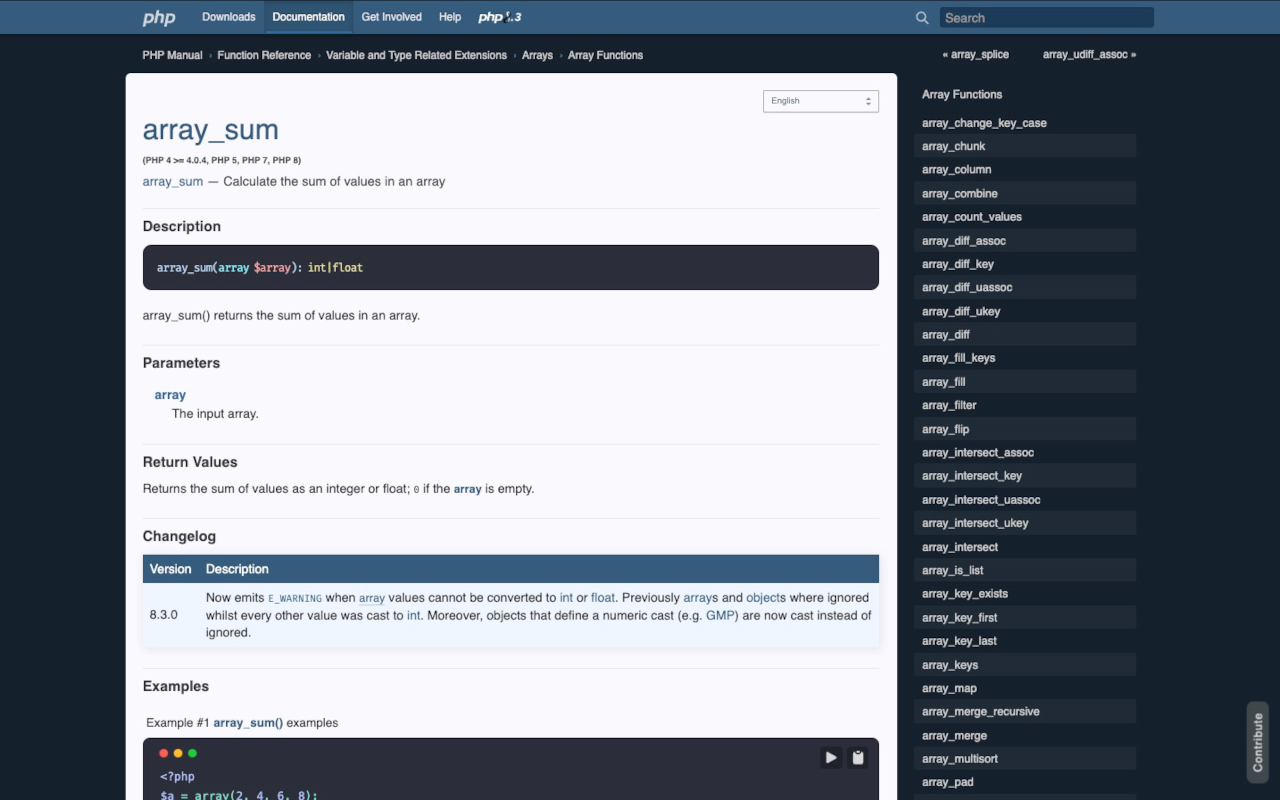 php Downloads Documentation Get Involved Help php 8.3 Search
PHP Manual › Function Reference › Variable and Type Related Extensions › Arrays › Array Functions
« array_splice array_udiff_assoc »
English
array_sum
(PHP 4 >= 4.0.4, PHP 5, PHP 7, PHP 8)
array_sum — Calculate the sum of values in an array
Description
array_sum(array $array): int|float
array_sum() returns the sum of values in an array.
Parameters
array
The input array.
Return Values
Returns the sum of values as an integer or float; 0 if the array is empty.
Changelog
Version Description
8.3.0
Now emits E_WARNING when array values cannot be converted to int or float. Previously arrays and objects where ignored
whilst every other value was cast to int. Moreover, objects that define a numeric cast (e.g. GMP) are now cast instead of
ignored.
Examples
Example #1 array_sum() examples
<?php
$a = array(2, 4, 6, 8);
Array Functions
array_change_key_case
array_chunk
array_column
array_combine
array_count_values
array_diff_assoc
array_diff_key
array_diff_uassoc
array_diff_ukey
array_diff
array_fill_keys
array_fill
array_filter
array_flip
array_intersect_assoc
array_intersect_key
array_intersect_uassoc
array_intersect_ukey
array_intersect
array_is_list
array_key_exists
array_key_first
array_key_last
array_keys
array_map
array_merge_recursive
array_merge
array_multisort
array_pad
Contribute